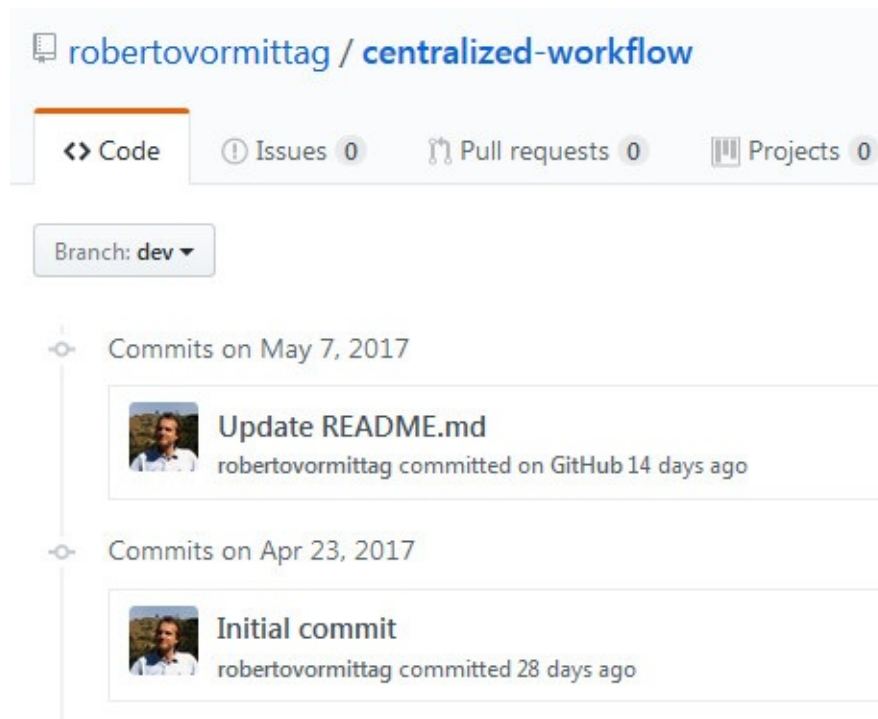 robertovormittag / centralized-workflow
<> Code Issues 0 Pull requests 0 Projects 0
Branch: dev
Commits on May 7, 2017
Update README.md
robertovormittag committed on GitHub 14 days ago
Commits on Apr 23, 2017
Initial commit
robertovormittag committed 28 days ago